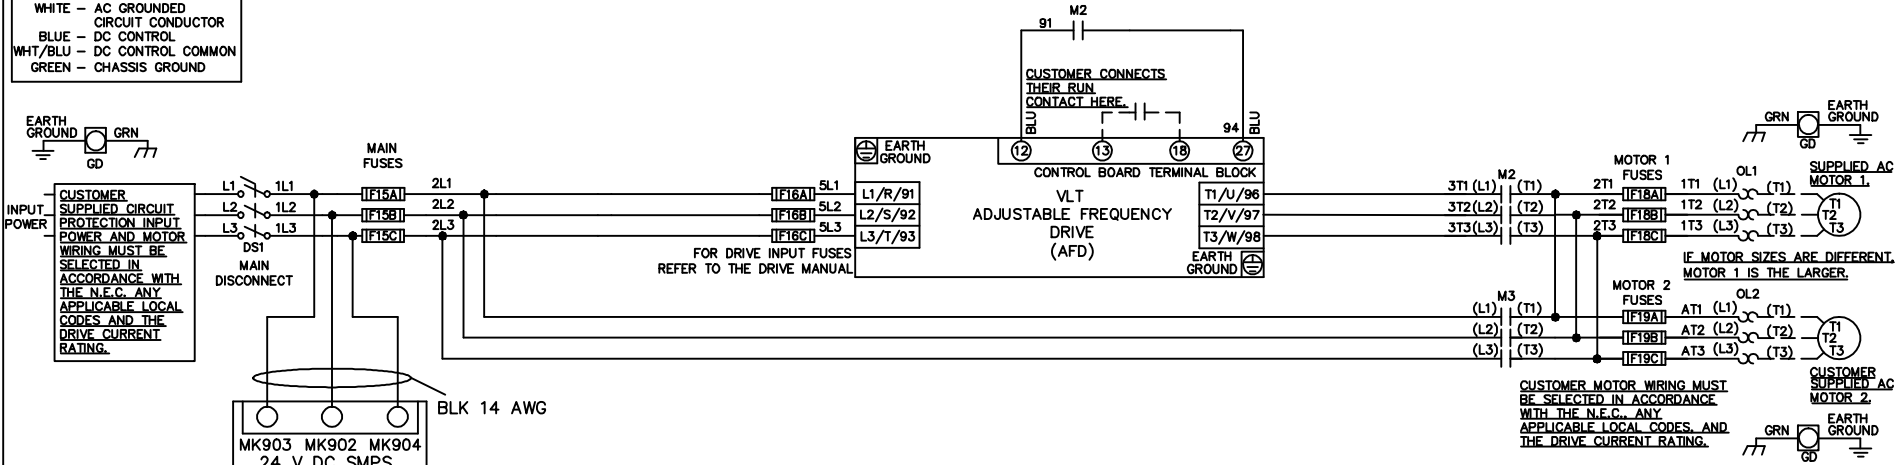 WHITE – AC GROUNDED
CIRCUIT CONDUCTOR
BLUE – DC CONTROL
WHT/BLU – DC CONTROL COMMON
GREEN – CHASSIS GROUND
EARTH
GROUND
GRN
GD
INPUT
POWER
CUSTOMER
SUPPLIED CIRCUIT
PROTECTION INPUT
POWER AND MOTOR
WIRING MUST BE
SELECTED IN
ACCORDANCE WITH
THE N.E.C. ANY
APPLICABLE LOCAL
CODES AND THE
DRIVE CURRENT
RATING.
L1 1L1
L2 1L2
L3 1L3
DS1
MAIN
DISCONNECT
MAIN
FUSES
F15A 2L1
F15B 2L2
F15C 2L3
BLK 14 AWG
MK903 MK902 MK904
24 V DC SMPS
F16A 5L1
F16B 5L2
F16C 5L3
FOR DRIVE INPUT FUSES
REFER TO THE DRIVE MANUAL
91 M2
CUSTOMER CONNECTS
THEIR RUN
CONTACT HERE.
BLU
94 BLU
12 13 18 27
CONTROL BOARD TERMINAL BLOCK
EARTH
GROUND
L1/R/91
L2/S/92
L3/T/93
VLT
ADJUSTABLE FREQUENCY
DRIVE
(AFD)
T1/U/96
T2/V/97
T3/W/98
EARTH
GROUND
M2
3T1 (L1) (T1)
3T2(L2) (T2)
3T3(L3) (T3)
MOTOR 1
FUSES
2T1 F18A 1T1 (L1) (T1)
2T2 F18B 1T2 (L2) (T2)
2T3 F18C 1T3 (L3) (T3)
OL1
GRN
GD
EARTH
GROUND
SUPPLIED AC
MOTOR 1.
T1
T2
T3
IF MOTOR SIZES ARE DIFFERENT,
MOTOR 1 IS THE LARGER.
M3
(L1) (T1)
(L2) (T2)
(L3) (T3)
MOTOR 2
FUSES
F19A AT1 (L1) (T1)
F19B AT2 (L2) (T2)
F19C AT3 (L3) (T3)
OL2
T1
T2
T3
CUSTOMER
SUPPLIED AC
MOTOR 2.
CUSTOMER MOTOR WIRING MUST
BE SELECTED IN ACCORDANCE
WITH THE N.E.C., ANY
APPLICABLE LOCAL CODES, AND
THE DRIVE CURRENT RATING.
GRN
GD
EARTH
GROUND